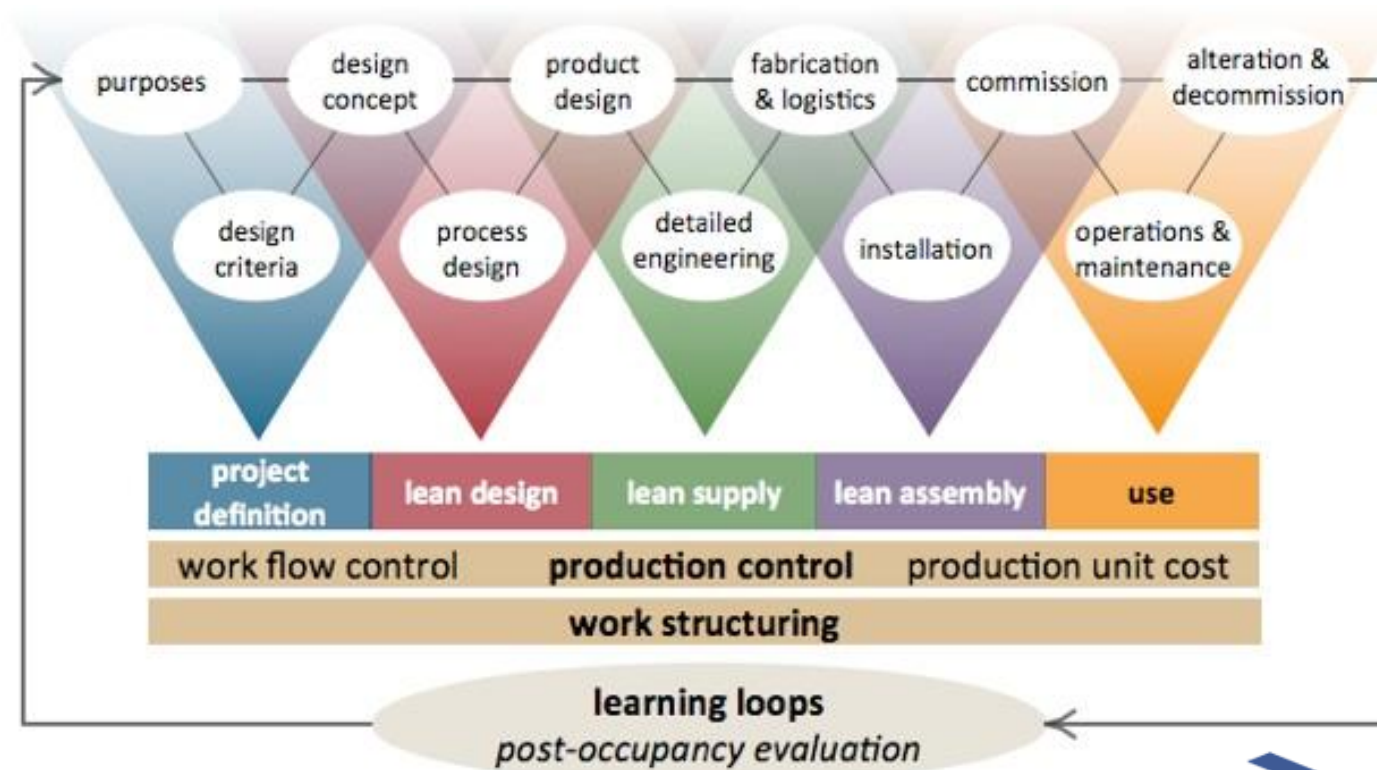 purposes
design
concept
product
design
fabrication
& logistics
commission
alteration &
decommission
design
criteria
process
design
detailed
engineering
installation
operations &
maintenance
project
definition
lean design
lean supply
lean assembly
use
work flow control
production control
production unit cost
work structuring
learning loops
post-occupancy evaluation